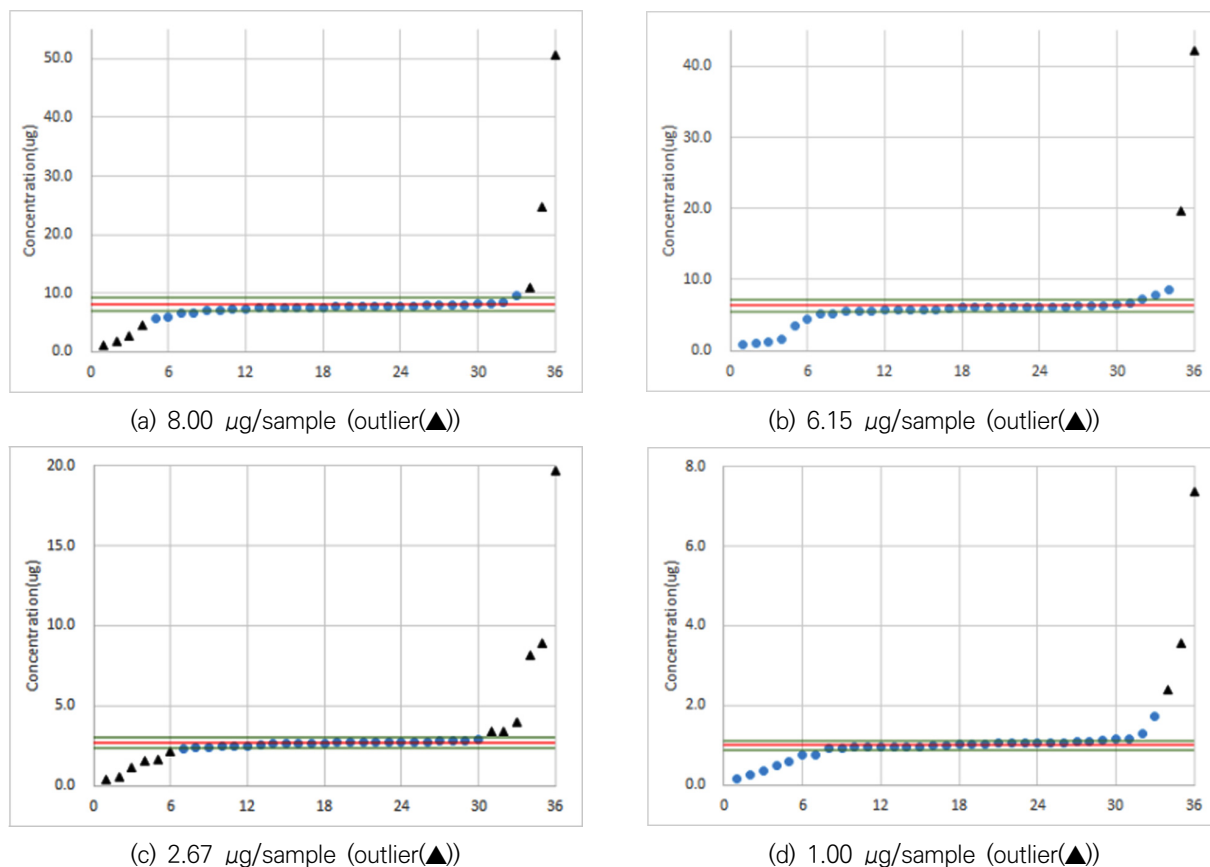 50.0
40.0
30.0
20.0
10.0
0.0
Concentration(ug)
0 6 12 18 24 30 36
(a) 8.00 μg/sample (outlier(▲))
40.0
30.0
20.0
10.0
0.0
Concentration(ug)
0 6 12 18 24 30 36
(b) 6.15 μg/sample (outlier(▲))
20.0
15.0
10.0
5.0
0.0
Concentration(ug)
0 6 12 18 24 30 36
(c) 2.67 μg/sample (outlier(▲))
8.0
6.0
4.0
2.0
0.0
Concentration(ug)
0 6 12 18 24 30 36
(d) 1.00 μg/sample (outlier(▲))